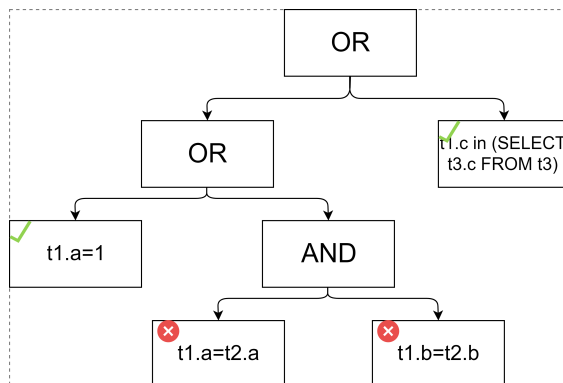 OR
OR
t1.c in (SELECT
t3.c FROM t3)
t1.a=1
AND
t1.a=t2.a
t1.b=t2.b